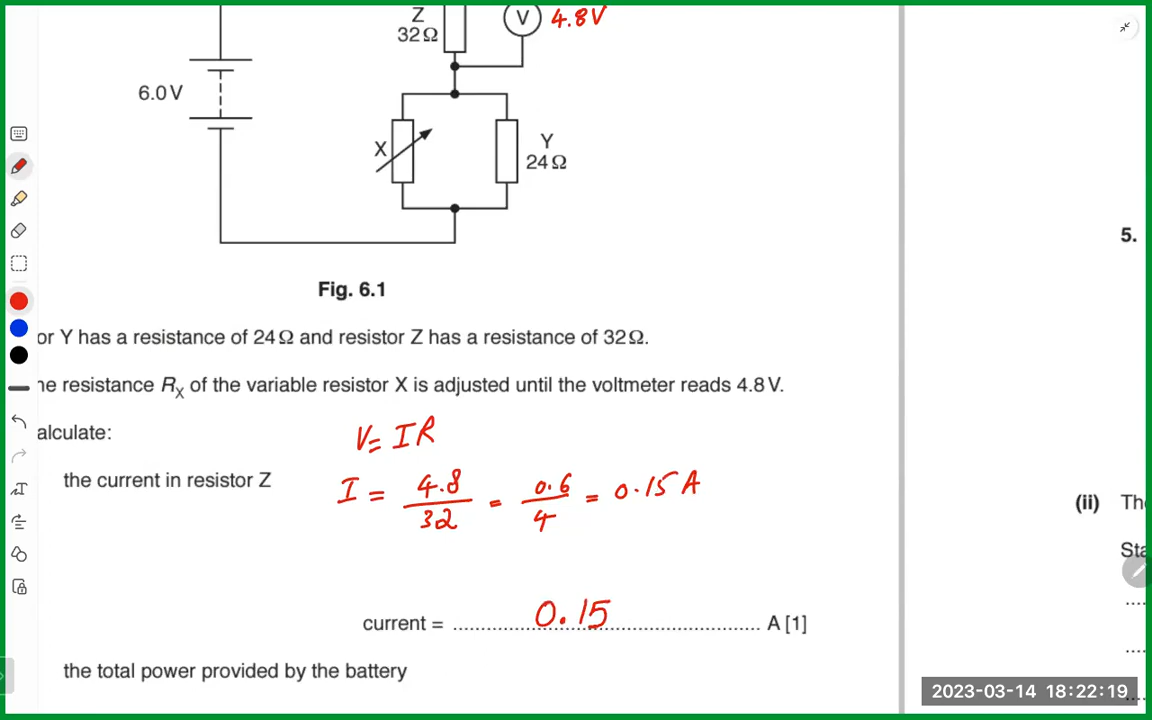 Z
32Ω
V 4.8V
6.0V
X
Y
24Ω
Fig. 6.1
5.
or Y has a resistance of 24Ω and resistor Z has a resistance of 32Ω.
he resistance RX of the variable resistor X is adjusted until the voltmeter reads 4.8V.
alculate:
V= IR
the current in resistor Z
I = 4.8/32 = 0.6/4 = 0.15 A
(ii) The
Sta
0.15
current = ........................................................ A [1]
the total power provided by the battery
2023-03-14 18:22:19